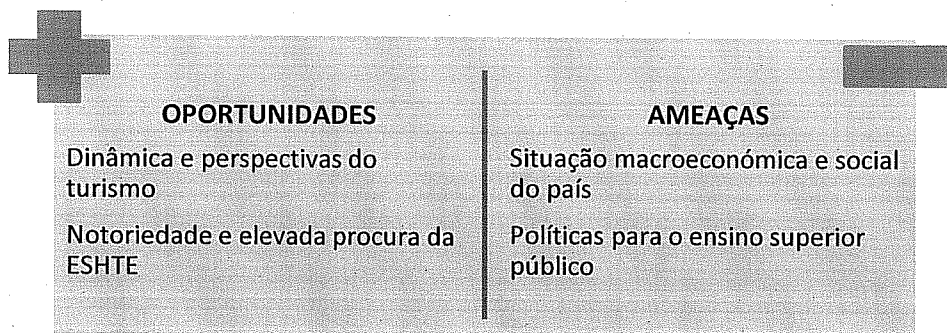 OPORTUNIDADES
Dinâmica e perspectivas do
turismo
Notoriedade e elevada procura da
ESHTE
AMEAÇAS
Situação macroeconómica e social
do país
Políticas para o ensino superior
público